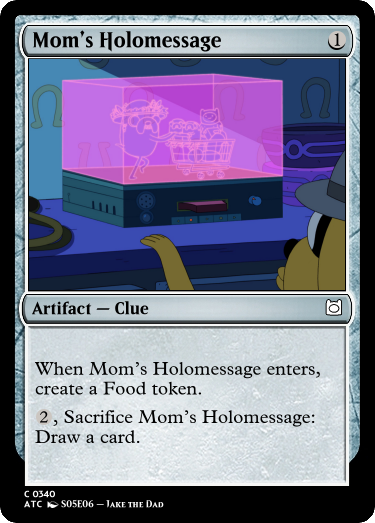 Mom's Holomessage 1
Artifact — Clue
When Mom's Holomessage enters,
create a Food token.
2, Sacrifice Mom's Holomessage:
Draw a card.
C 0340
ATC S05E06 — Jake the Dad